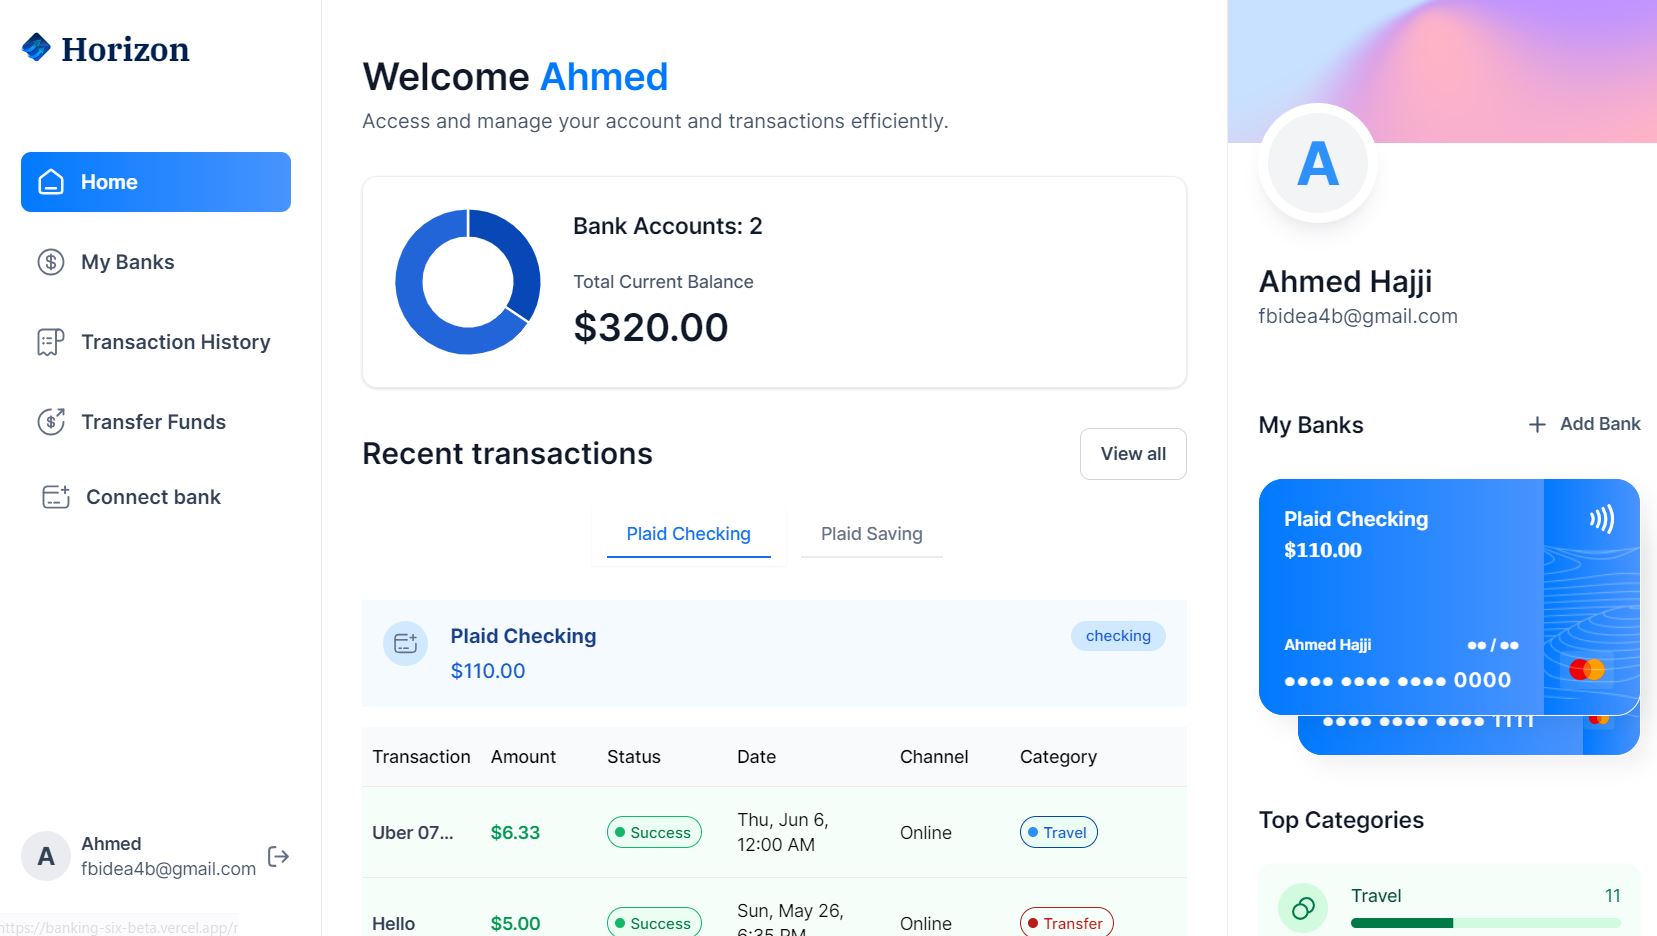 Horizon
Home
My Banks
Transaction History
Transfer Funds
Connect bank
A
Ahmed
fbidea4b@gmail.com
https://banking-six-beta.vercel.app/r
Welcome Ahmed
Access and manage your account and transactions efficiently.
Bank Accounts: 2
Total Current Balance
$320.00
Recent transactions
View all
Plaid Checking
Plaid Saving
Plaid Checking
$110.00
checking
Transaction Amount Status Date Channel Category
Uber 07... $6.33 Success Thu, Jun 6, 12:00 AM Online Travel
Hello $5.00 Success Sun, May 26, 6:35 PM Online Transfer
A
Ahmed Hajji
fbidea4b@gmail.com
My Banks
+ Add Bank
Plaid Checking
$110.00
Ahmed Hajji ●● / ●●
●●●● ●●●● ●●●● 0000
●●●● ●●●● ●●●● 1111
Top Categories
Travel 11